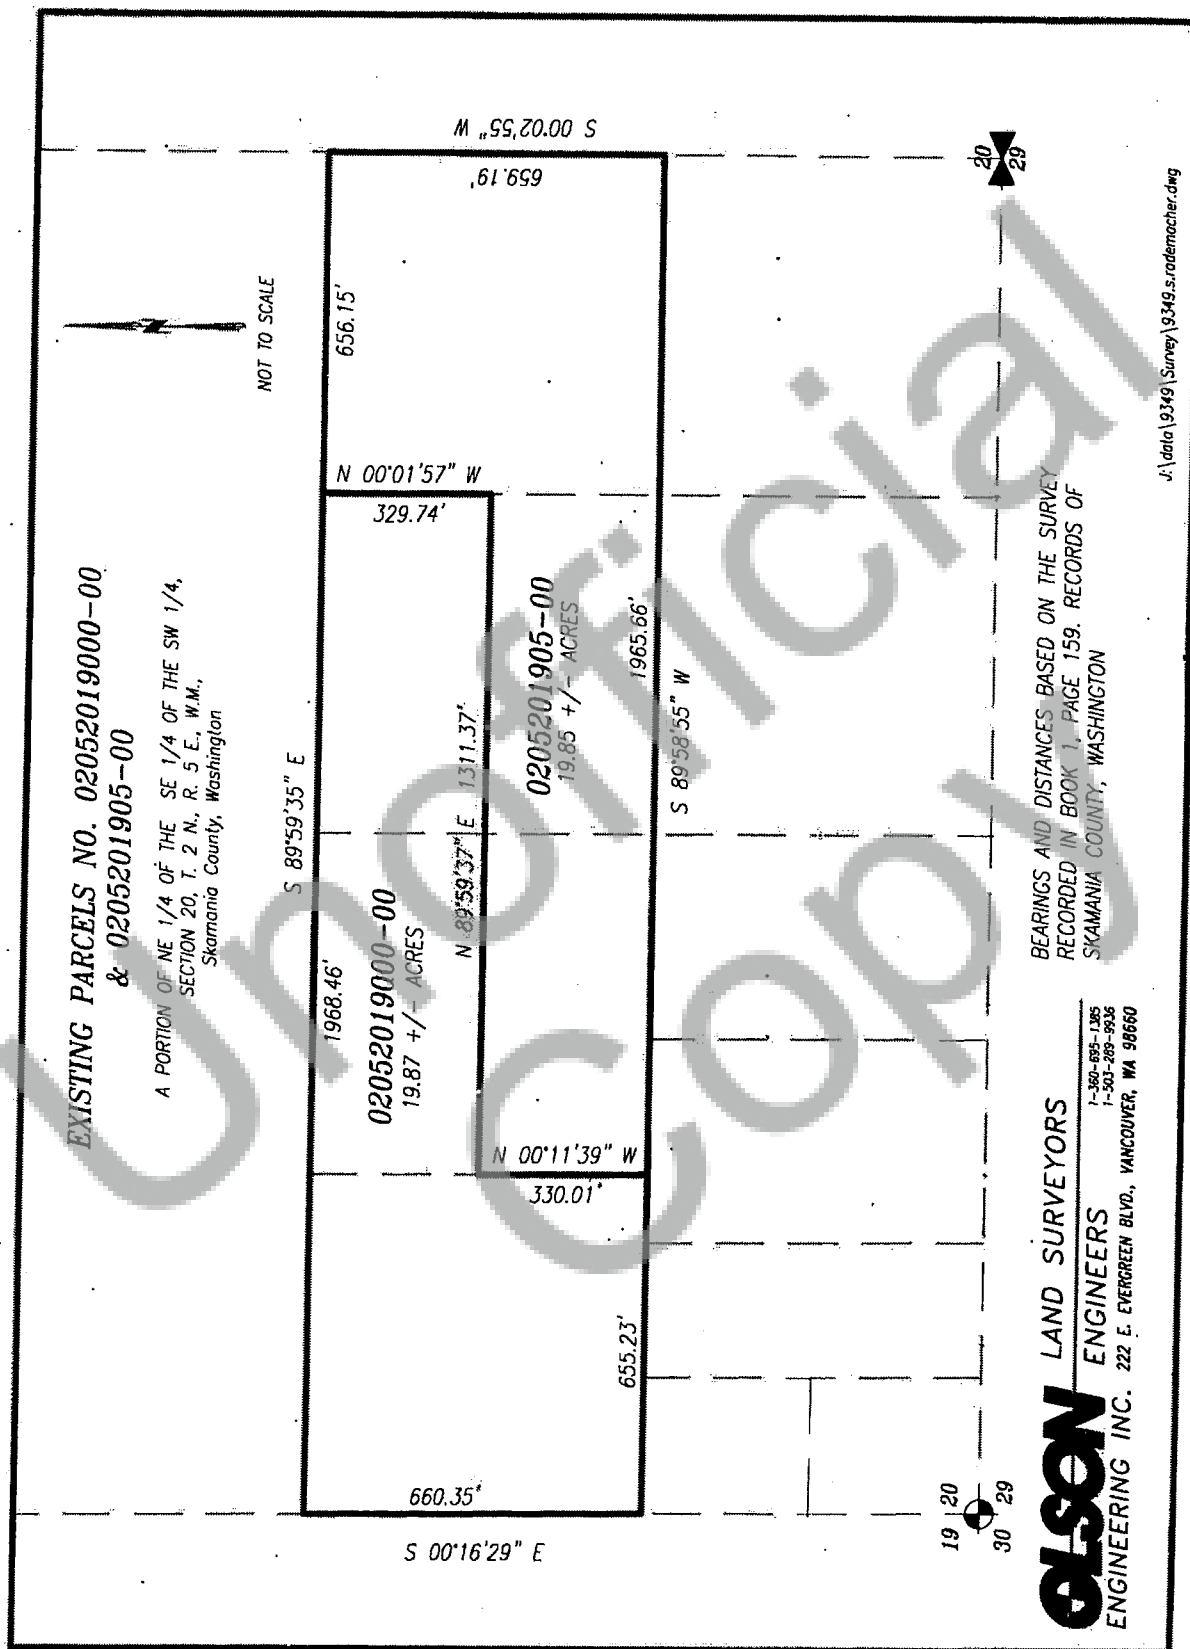 EXISTING PARCELS NO. 02052019000-00
& 0205201905-00
A PORTION OF NE 1/4 OF THE SE 1/4 OF THE SW 1/4,
SECTION 20, T. 2 N., R. 5 E., W.M.,
Skamania County, Washington
NOT TO SCALE
S 89°59'35" E
1968.46'
656.15'
S 00°02'55" W
659.19'
N 00°01'57" W
329.74'
02052019000-00
19.87 +/- ACRES
N 89°59'37" E 1311.37'
0205201905-00
19.85 +/- ACRES
N 00°11'39" W
330.01'
660.35'
S 00°16'29" E
655.23'
1965.66'
S 89°58'55" W
19 20
30 29
20
29
BEARINGS AND DISTANCES BASED ON THE SURVEY
RECORDED IN BOOK 1, PAGE 159. RECORDS OF
SKAMANIA COUNTY, WASHINGTON
OLSON LAND SURVEYORS
ENGINEERS
1-360-695-1385
1-503-289-9936
ENGINEERING INC. 222 E. EVERGREEN BLVD., VANCOUVER, WA 98660
J:\data\9349\Survey\9349.s.rademacher.dwg
Unofficial
Copy